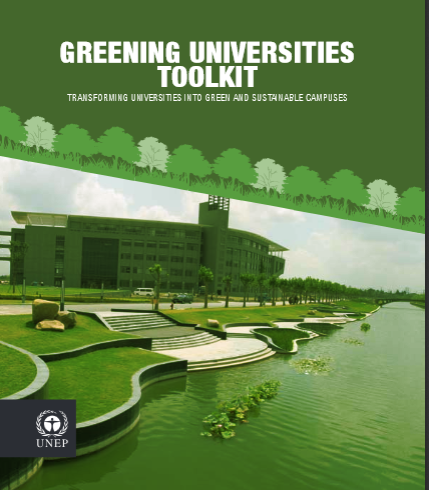 GREENING UNIVERSITIES
TOOLKIT
TRANSFORMING UNIVERSITIES INTO GREEN AND SUSTAINABLE CAMPUSES
UNEP